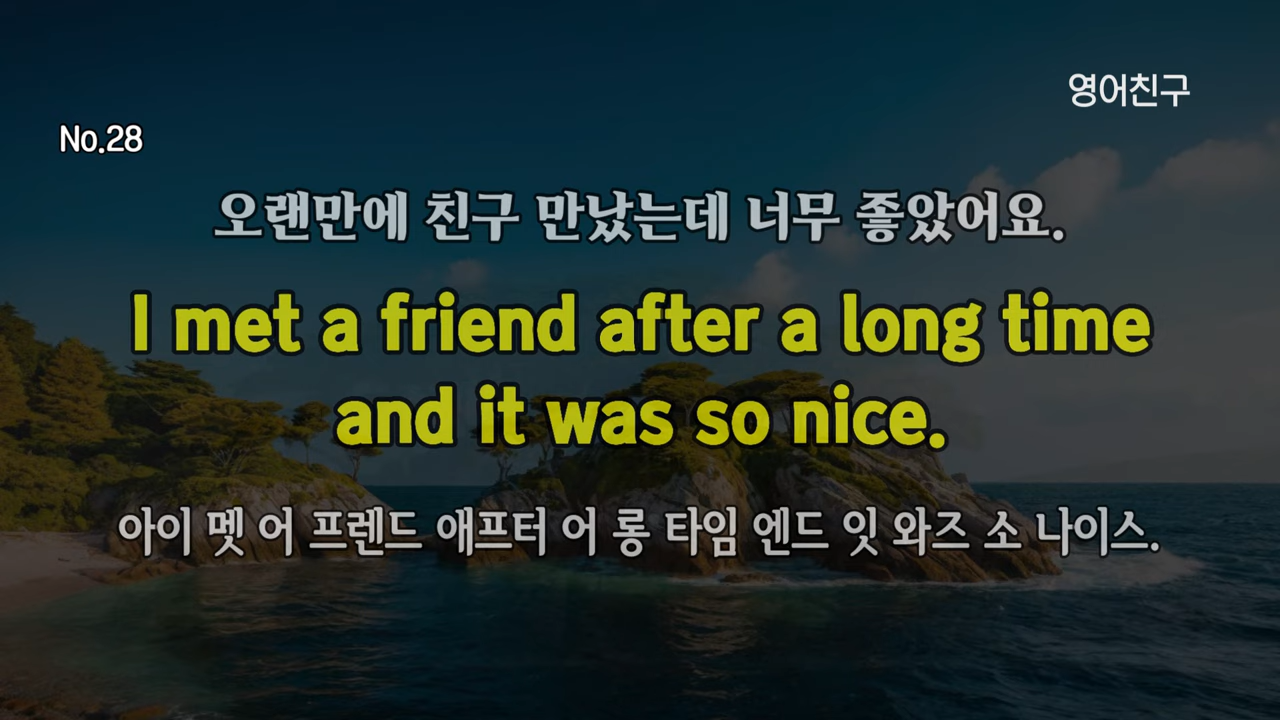 영어친구
No.28
오랜만에 친구 만났는데 너무 좋았어요.
I met a friend after a long time
and it was so nice.
아이 멧 어 프렌드 애프터 어 롱 타임 엔드 잇 와즈 소 나이스.